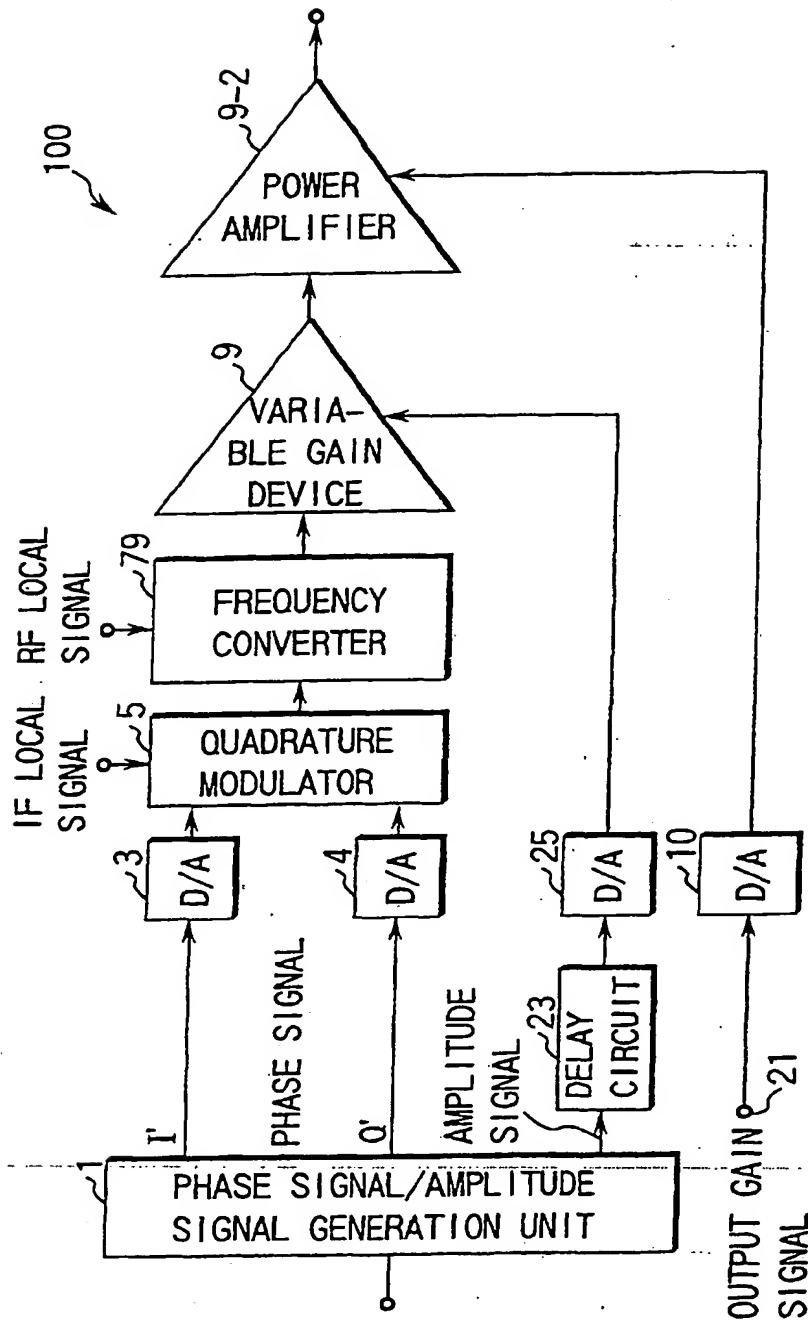 100
9-2
POWER
AMPLIFIER
9
VARIA-
BLE GAIN
DEVICE
RF LOCAL
SIGNAL
79
FREQUENCY
CONVERTER
IF LOCAL
SIGNAL
5
QUADRATURE
MODULATOR
3
D/A
4
D/A
25
D/A
10
D/A
I'
PHASE SIGNAL
Q'
AMPLITUDE
SIGNAL
23
DELAY
CIRCUIT
1
PHASE SIGNAL/AMPLITUDE
SIGNAL GENERATION UNIT
OUTPUT GAIN
SIGNAL
21